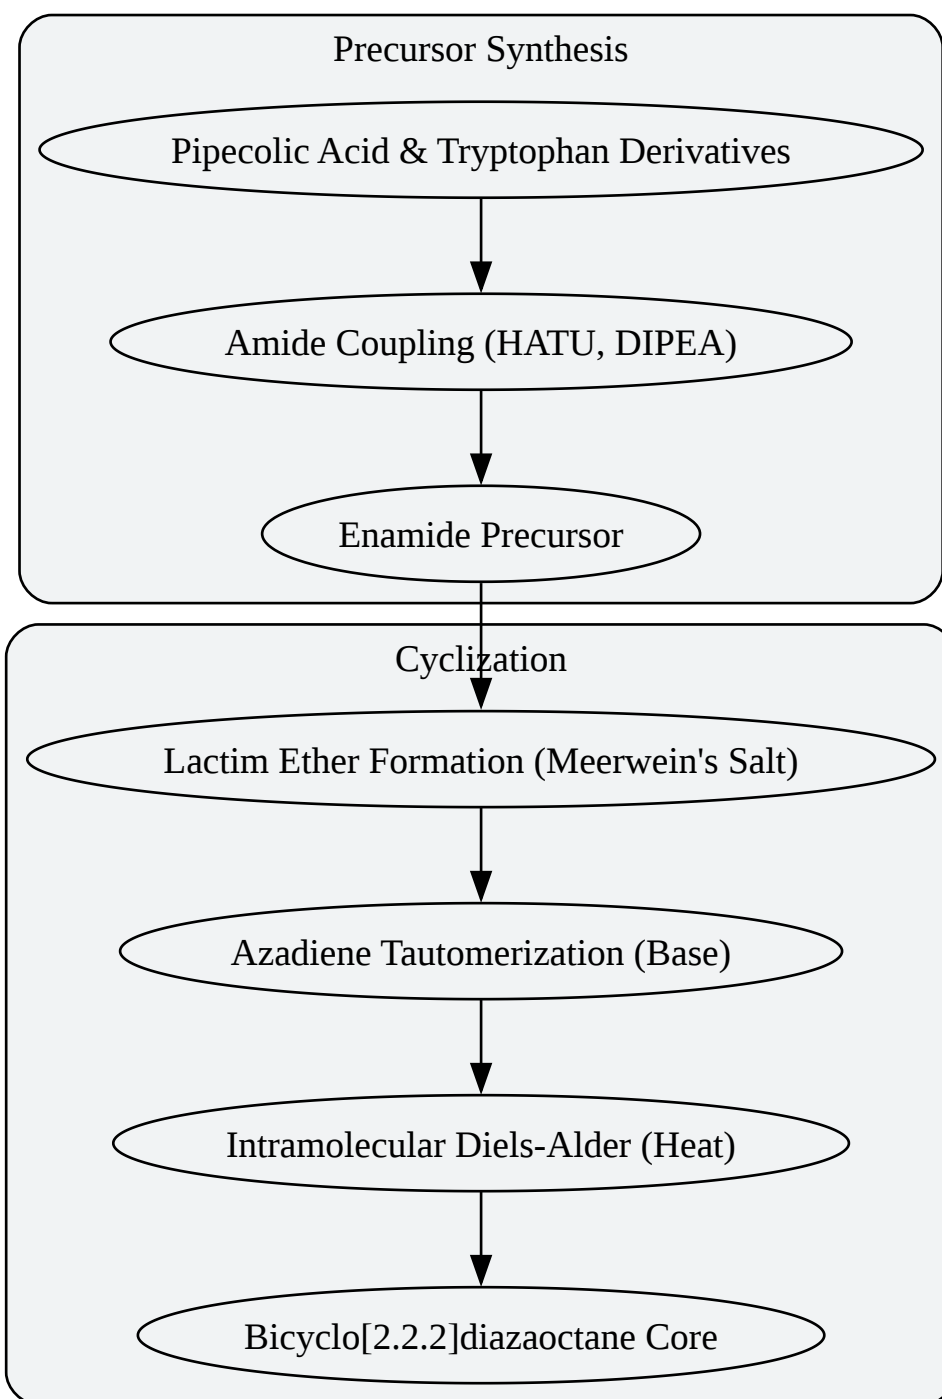 Precursor Synthesis
Pipecolic Acid & Tryptophan Derivatives
Amide Coupling (HATU, DIPEA)
Enamide Precursor
Cyclization
Lactim Ether Formation (Meerwein's Salt)
Azadiene Tautomerization (Base)
Intramolecular Diels-Alder (Heat)
Bicyclo[2.2.2]diazaoctane Core